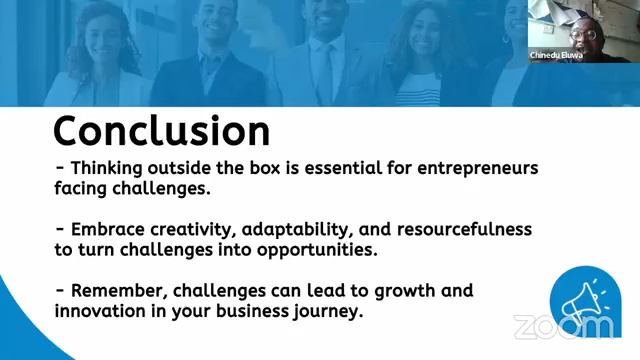 Chinedu Eluwa
Conclusion
- Thinking outside the box is essential for entrepreneurs
facing challenges.
- Embrace creativity, adaptability, and resourcefulness
to turn challenges into opportunities.
- Remember, challenges can lead to growth and
innovation in your business journey.
zoom